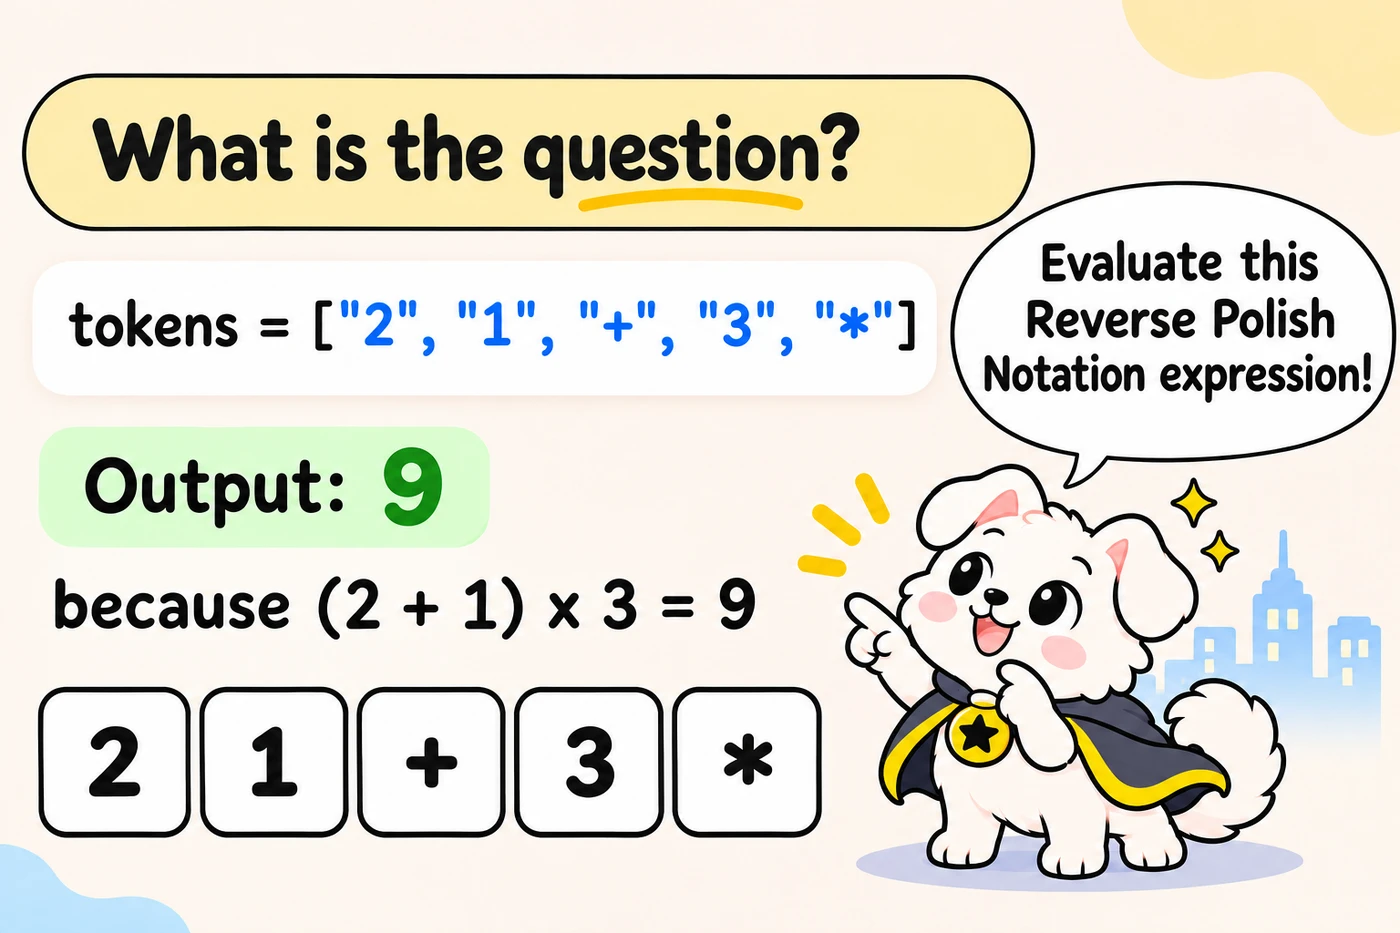 What is the question?
tokens = ["2", "1", "+", "3", "*"]
Evaluate this
Reverse Polish
Notation expression!
Output: 9
because (2 + 1) x 3 = 9
2 1 + 3 *